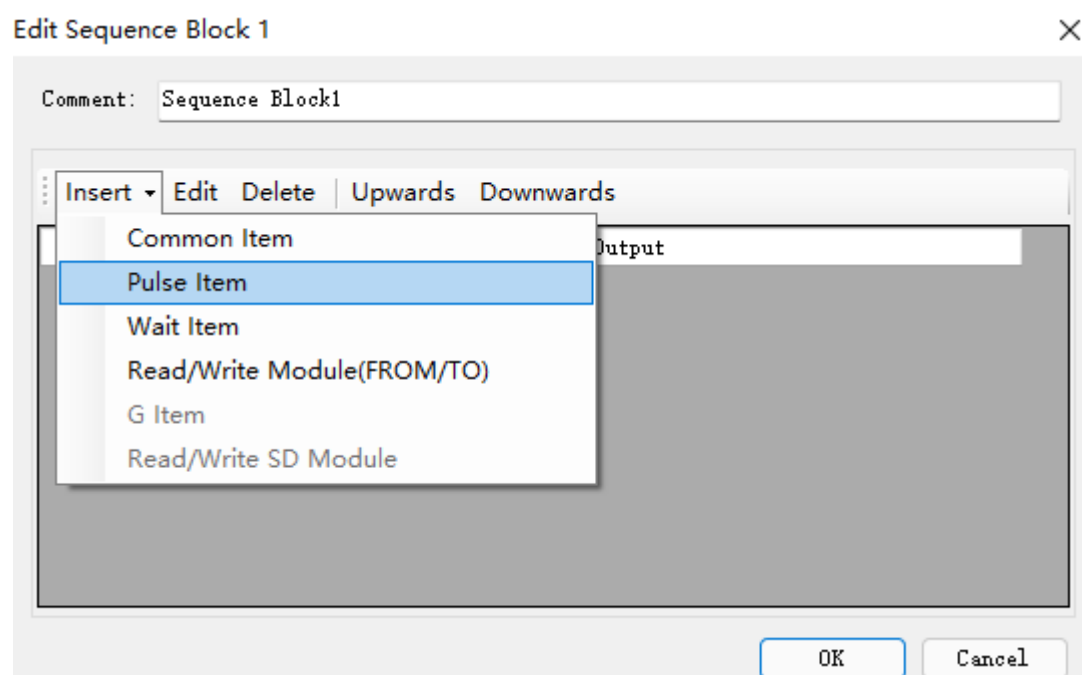 Edit Sequence Block 1
Comment: Sequence Block1
Insert Edit Delete Upwards Downwards
Common Item
Output
Pulse Item
Wait Item
Read/Write Module(FROM/TO)
G Item
Read/Write SD Module
OK Cancel